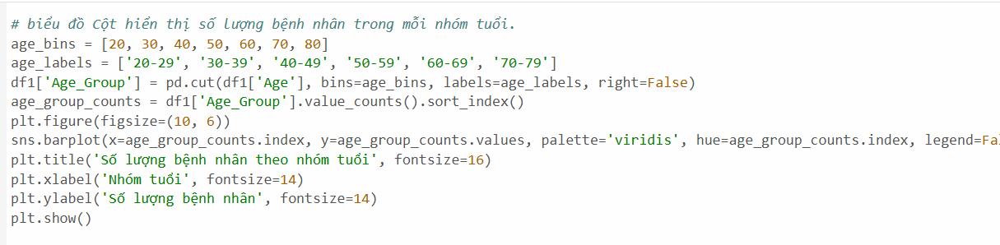 # biểu đồ Cột hiển thị số lượng bệnh nhân trong mỗi nhóm tuổi.
age_bins = [20, 30, 40, 50, 60, 70, 80]
age_labels = ['20-29', '30-39', '40-49', '50-59', '60-69', '70-79']
df1['Age_Group'] = pd.cut(df1['Age'], bins=age_bins, labels=age_labels, right=False)
age_group_counts = df1['Age_Group'].value_counts().sort_index()
plt.figure(figsize=(10, 6))
sns.barplot(x=age_group_counts.index, y=age_group_counts.values, palette='viridis', hue=age_group_counts.index, legend=Fa
plt.title('Số lượng bệnh nhân theo nhóm tuổi', fontsize=16)
plt.xlabel('Nhóm tuổi', fontsize=14)
plt.ylabel('Số lượng bệnh nhân', fontsize=14)
plt.show()